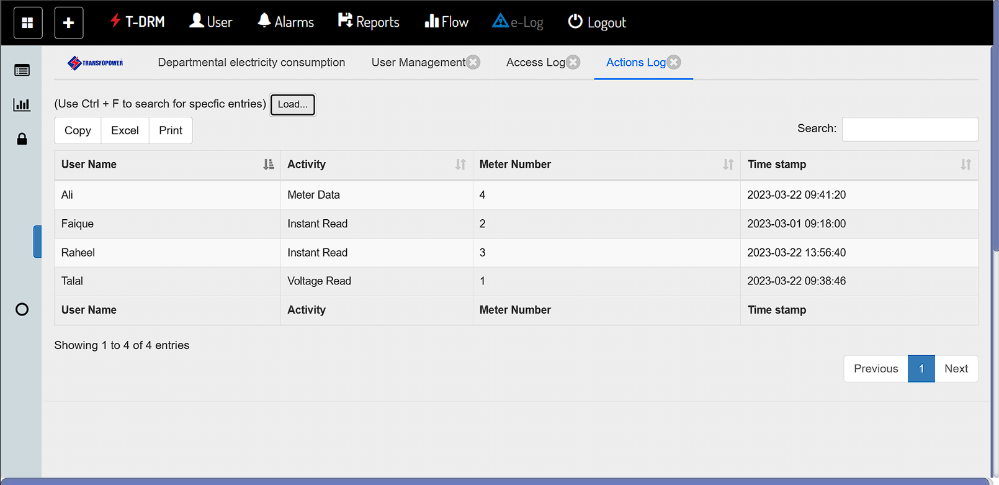 T-DRM User Alarms Reports Flow e-Log Logout
TRANSFOPOWER Departmental electricity consumption User Management Access Log Actions Log
(Use Ctrl + F to search for specfic entries) Load...
Copy Excel Print Search:
User Name Activity Meter Number Time stamp
Ali Meter Data 4 2023-03-22 09:41:20
Faique Instant Read 2 2023-03-01 09:18:00
Raheel Instant Read 3 2023-03-22 13:56:40
Talal Voltage Read 1 2023-03-22 09:38:46
User Name Activity Meter Number Time stamp
Showing 1 to 4 of 4 entries
Previous 1 Next